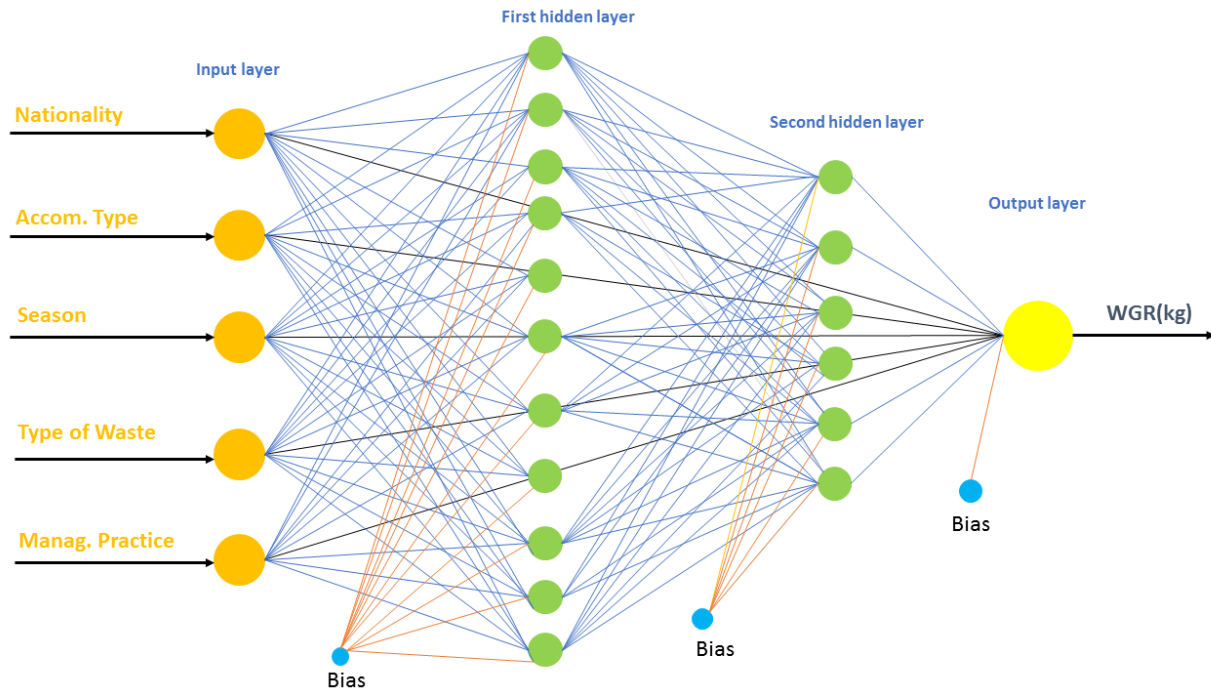 First hidden layer
Input layer
Nationality
Second hidden layer
Accom. Type
Output layer
Season
WGR(kg)
Type of Waste
Manag. Practice
Bias
Bias
Bias